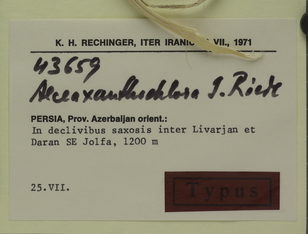 K. H. RECHINGER, ITER IRANICUM VII., 1971
43659
Alcea xanthochlora I. Riedl
PERSIA, Prov. Azerbaijan orient.:
In declivibus saxosis inter Livarjan et
Daran SE Jolfa, 1200 m
25.VII.
Typus